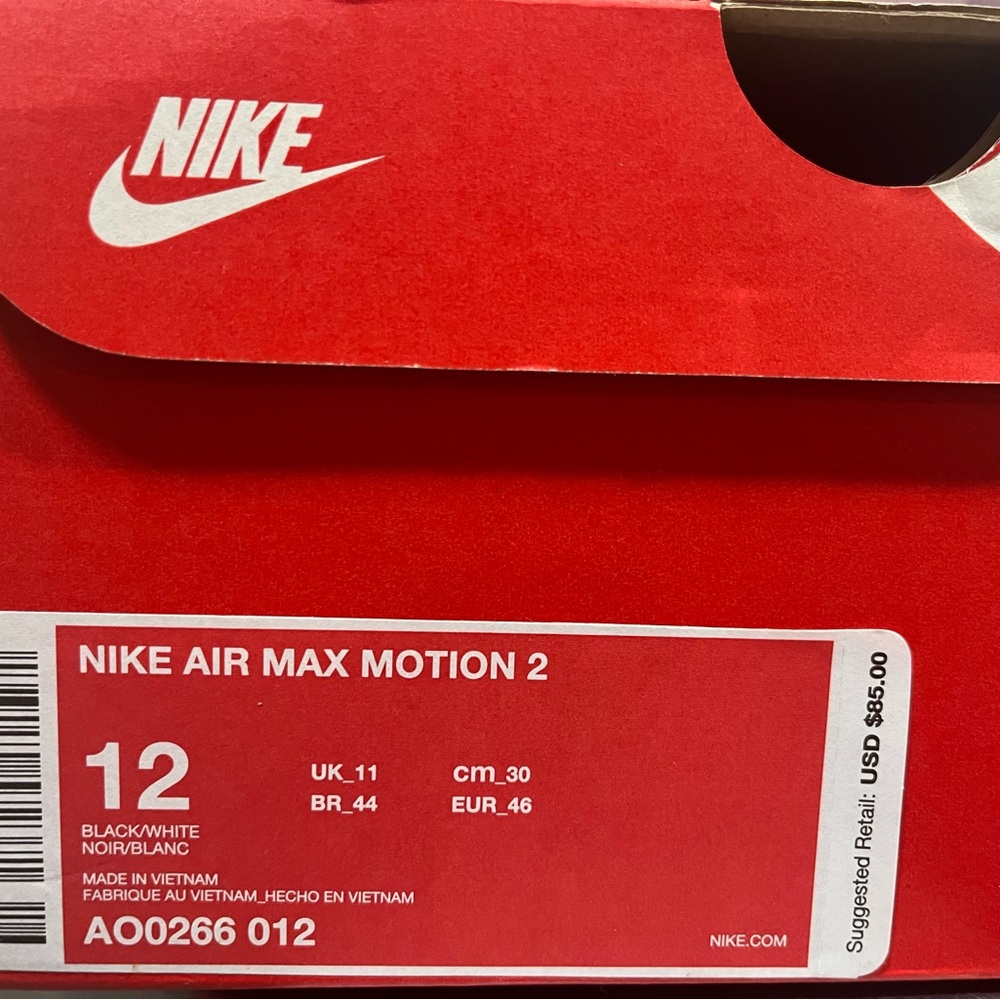 NIKE
NIKE AIR MAX MOTION 2
12
UK_11 cm_30
BR_44 EUR_46
BLACK/WHITE
NOIR/BLANC
MADE IN VIETNAM
FABRIQUE AU VIETNAM_HECHO EN VIETNAM
AO0266 012
NIKE.COM
Suggested Retail: USD $85.00